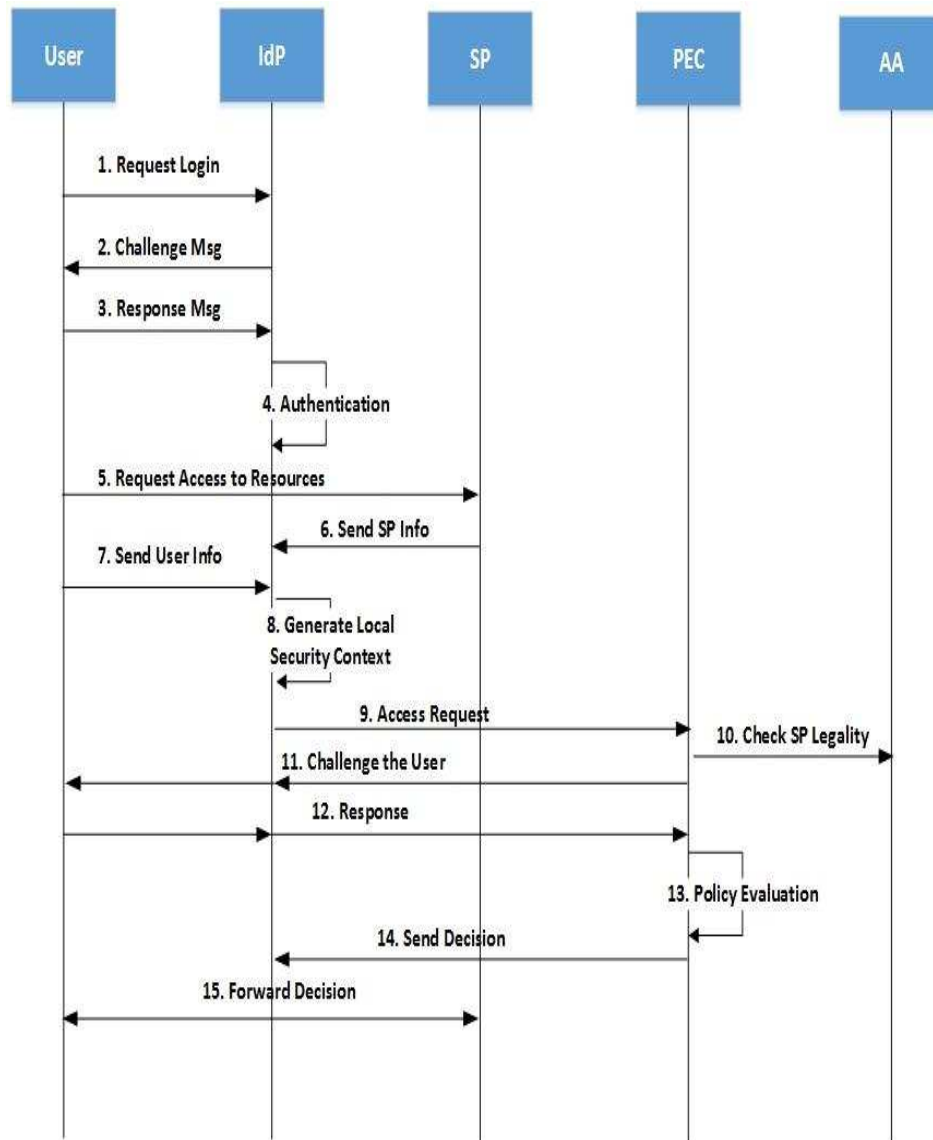 User
IdP
SP
PEC
AA
1. Request Login
2. Challenge Msg
3. Response Msg
4. Authentication
5. Request Access to Resources
6. Send SP Info
7. Send User Info
8. Generate Local
Security Context
9. Access Request
10. Check SP Legality
11. Challenge the User
12. Response
13. Policy Evaluation
14. Send Decision
15. Forward Decision